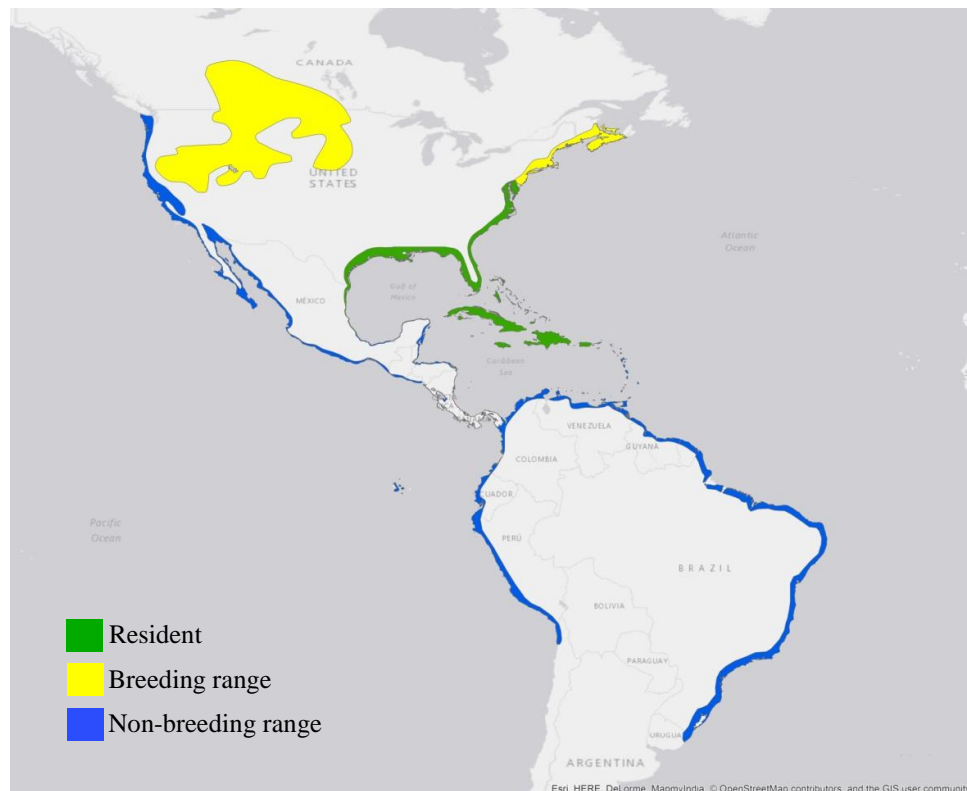 CANADA
UNITED
STATES
Atlantic
Ocean
Gulf of
Mexico
MÉXICO
Caribbean
Sea
VENEZUELA
GUYANA
COLOMBIA
CUADOR
Pacific
Ocean
PERÚ
BRAZIL
BOLIVIA
Resident
PARAGUAY
Breeding range
Non-breeding range
URUGUA
ARGENTINA
Esri, HERE, DeLorme, MapmyIndia, © OpenStreetMap contributors, and the GIS user community